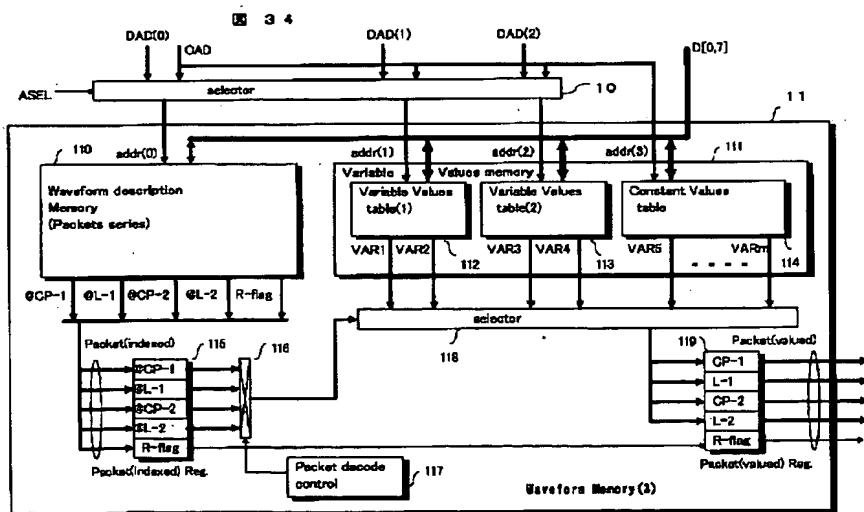 図 34
DAD(0)
OAD
DAD(1)
DAD(2)
D[0,7]
ASEL
selector
10
11
110
addr(0)
addr(1)
addr(2)
addr(3)
111
Variable Values memory
Waveform description
Memory
(Packets series)
Variable Values
table(1)
Variable Values
table(2)
Constant Values
table
VAR1
VAR2
112
VAR3
VAR4
113
VAR5
VARm
114
@CP-1
@L-1
@CP-2
@L-2
R-flag
selector
118
Packet(indexed)
115
116
@CP-1
@L-1
@CP-2
@L-2
R-flag
Packet(indexed) Reg.
Packet decode
control
117
Packet(valued)
119
CP-1
L-1
CP-2
L-2
R-flag
Packet(valued) Reg.
Waveform Memory(3)